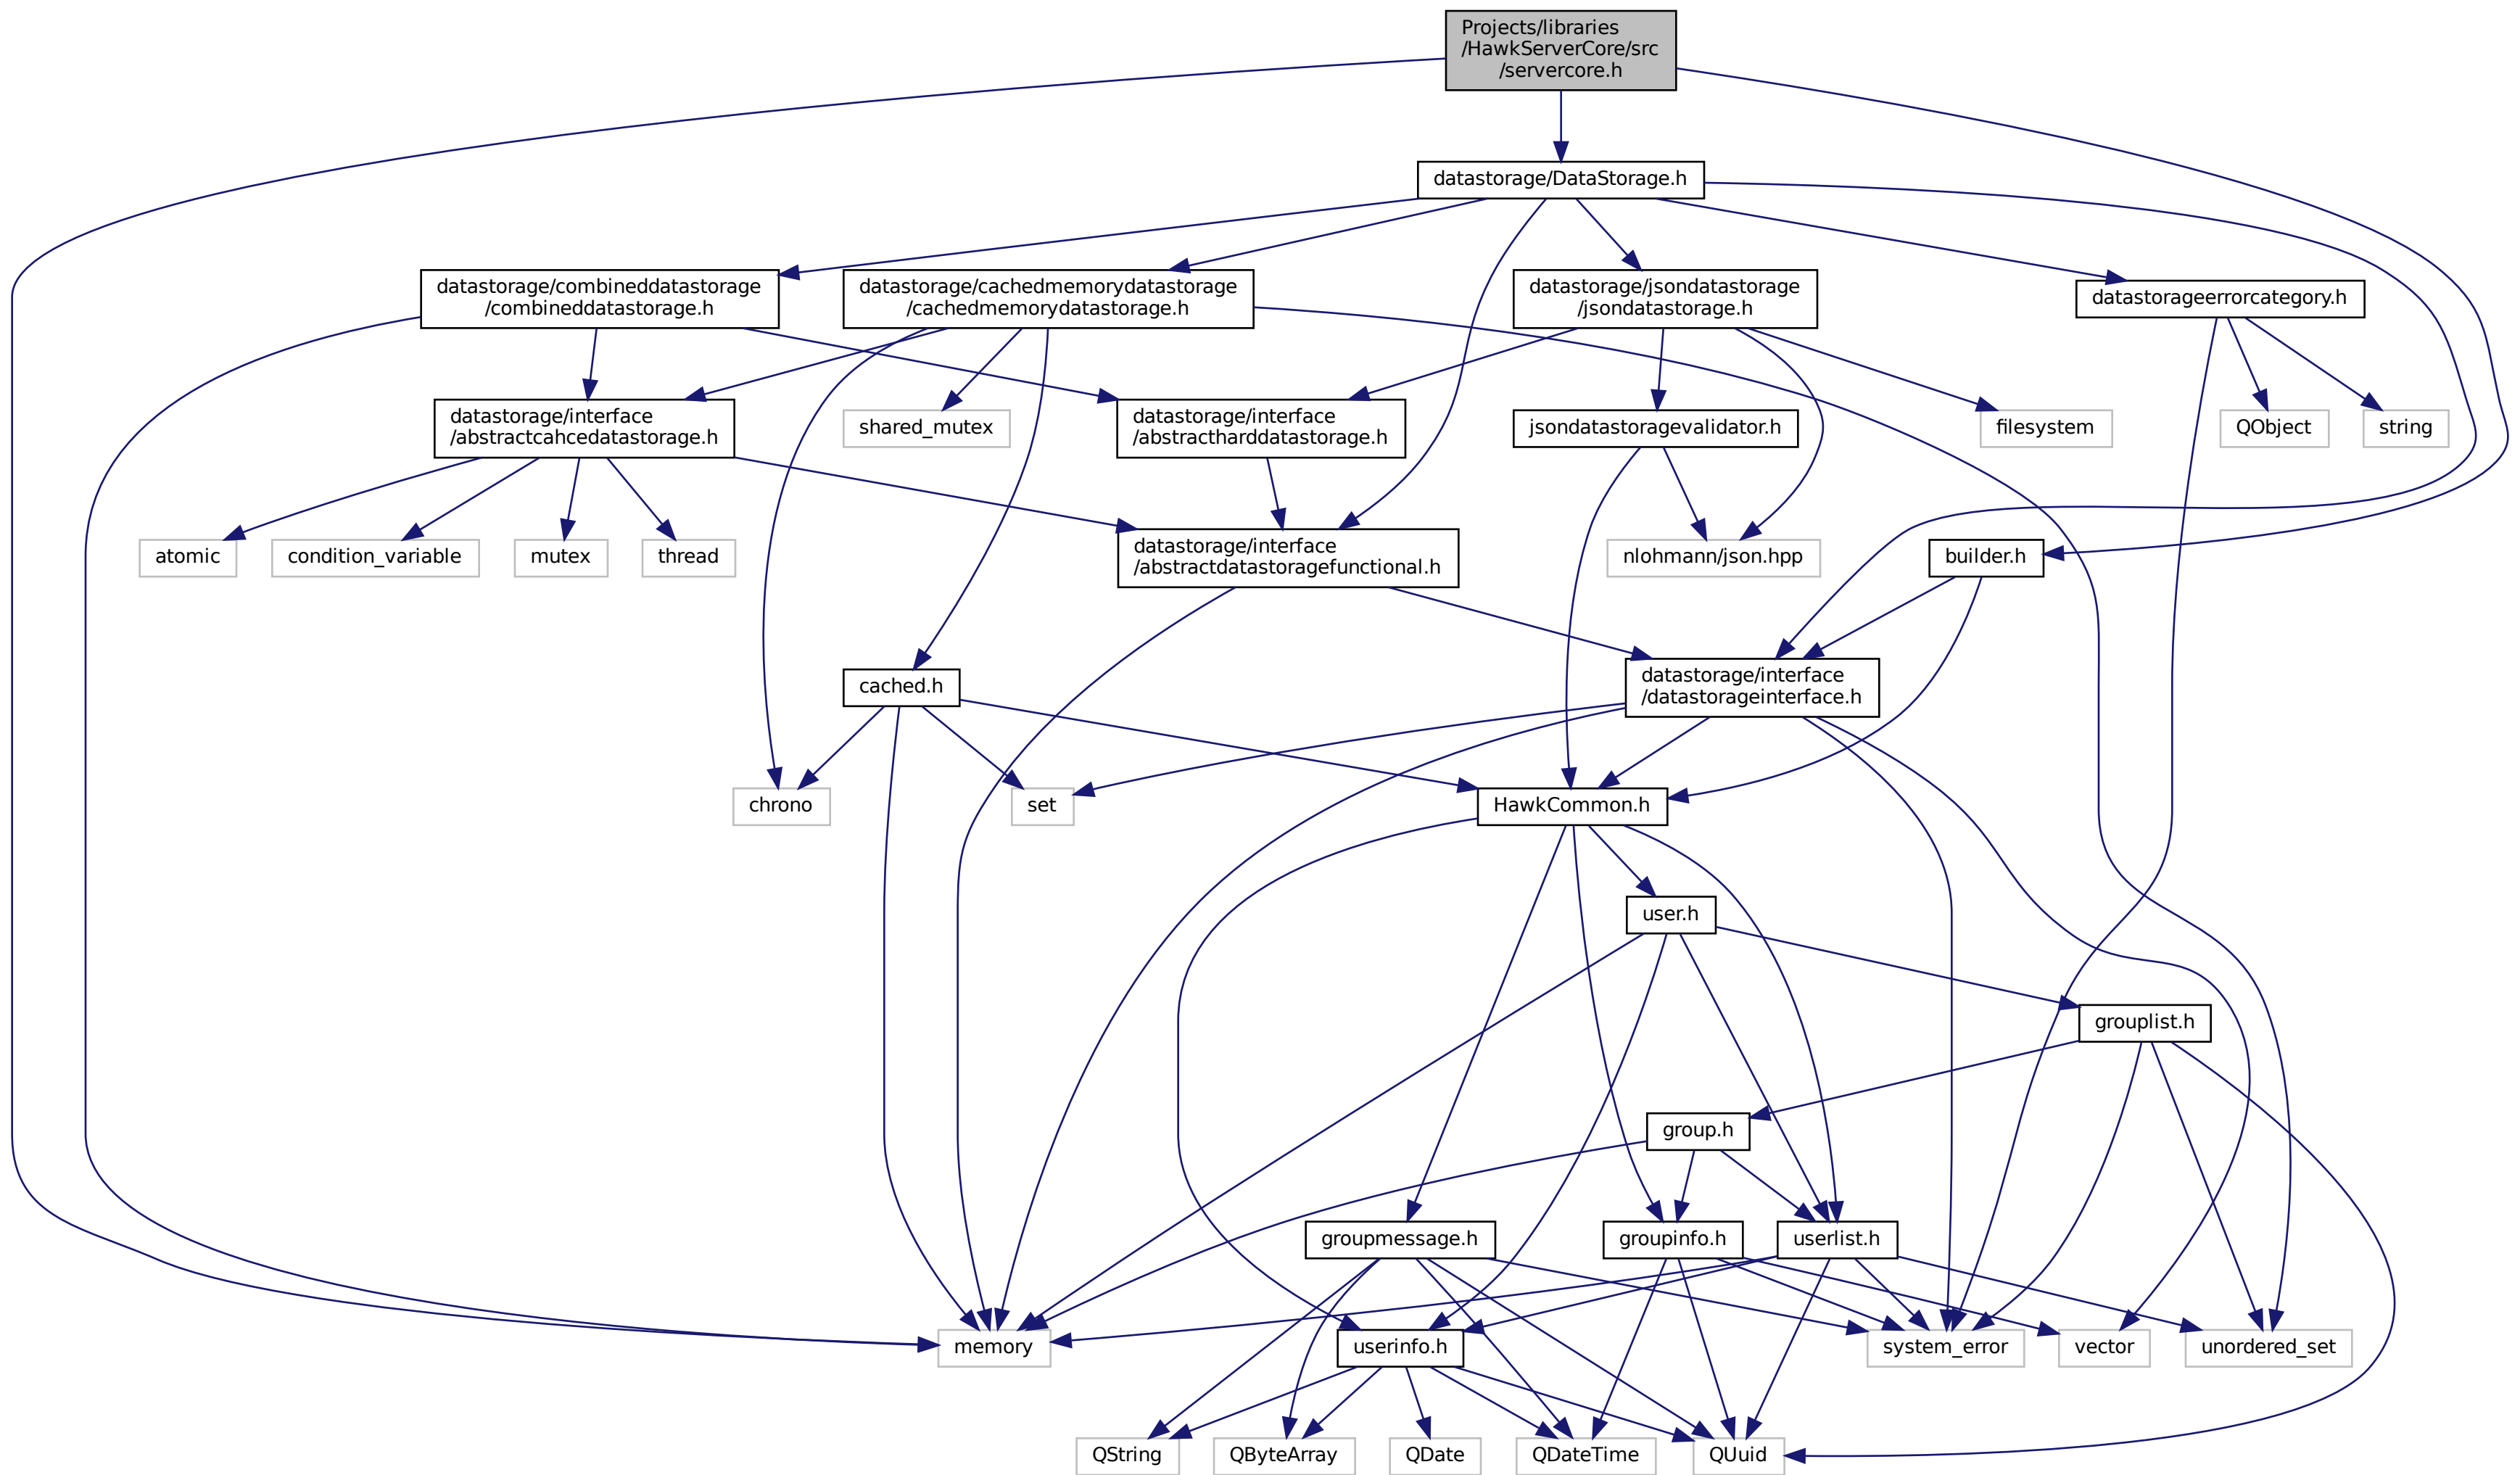 Projects/libraries
/HawkServerCore/src
/servercore.h
datastorage/DataStorage.h
datastorage/combineddatastorage
/combineddatastorage.h
datastorage/cachedmemorydatastorage
/cachedmemorydatastorage.h
datastorage/jsondatastorage
/jsondatastorage.h
datastorageerrorcategory.h
datastorage/interface
/abstractcahcedatastorage.h
shared_mutex
datastorage/interface
/abstractharddatastorage.h
jsondatastoragevalidator.h
filesystem
QObject
string
atomic
condition_variable
mutex
thread
datastorage/interface
/abstractdatastoragefunctional.h
nlohmann/json.hpp
builder.h
cached.h
datastorage/interface
/datastorageinterface.h
chrono
set
HawkCommon.h
user.h
grouplist.h
group.h
groupmessage.h
groupinfo.h
userlist.h
memory
userinfo.h
system_error
vector
unordered_set
QString
QByteArray
QDate
QDateTime
QUuid